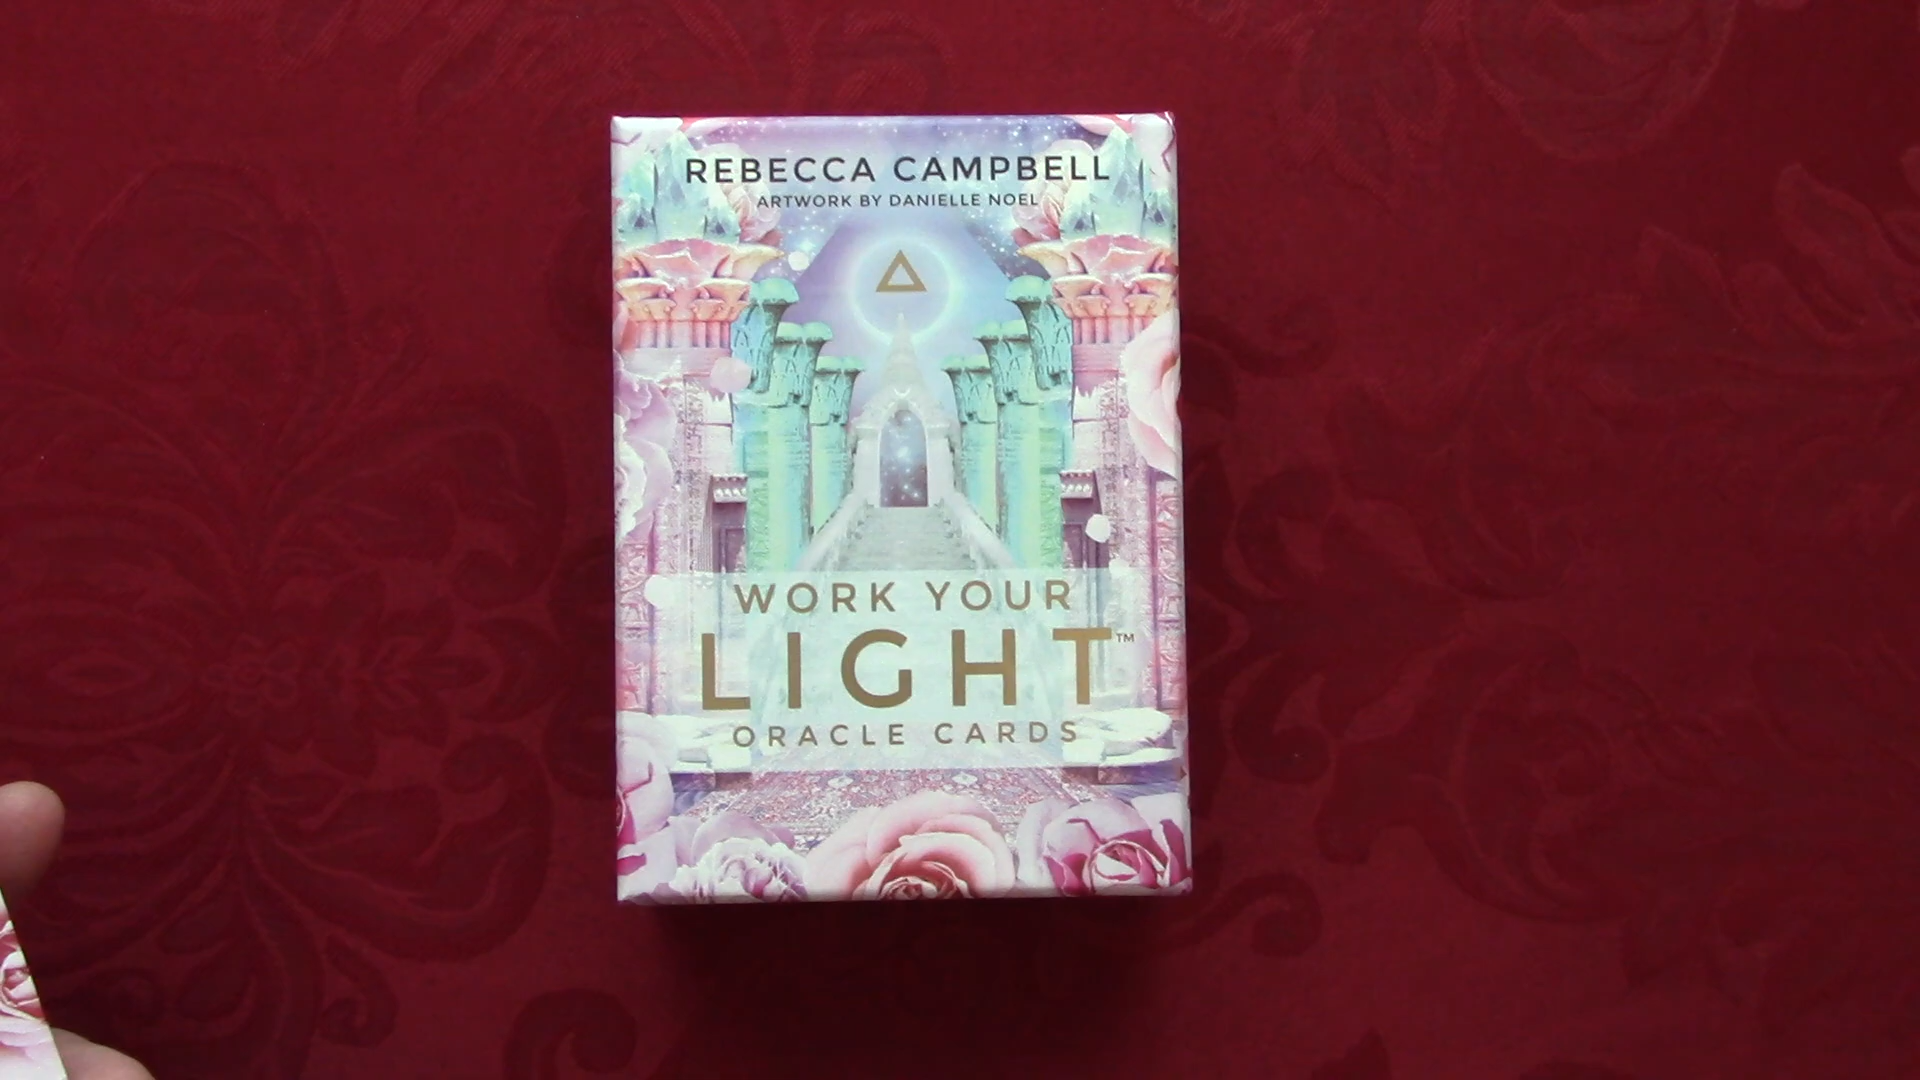 REBECCA CAMPBELL
ARTWORK BY DANIELLE NOEL
WORK YOUR
LIGHT™
ORACLE CARDS